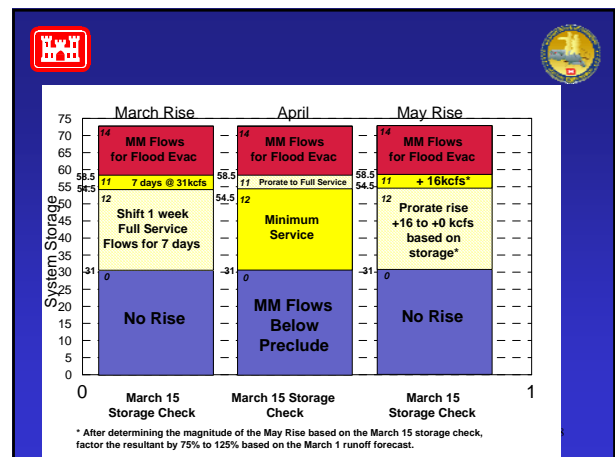 March Rise
April
May Rise
75
70
65
60
55
50
45
40
35
30
25
20
15
10
5
0
System Storage
58.5
54.5
31
14
MM Flows
for Flood Evac
11 7 days @ 31kcfs
12
Shift 1 week
Full Service
Flows for 7 days
0
No Rise
58.5
54.5
31
14
MM Flows
for Flood Evac
11 Prorate to Full Service
12
Minimum
Service
0
MM Flows
Below
Preclude
58.5
54.5
31
14
MM Flows
for Flood Evac
11 + 16kcfs*
12
Prorate rise
+16 to +0 kcfs
based on
storage*
0
No Rise
0
1
March 15
Storage Check
March 15 Storage
Check
March 15
Storage Check
* After determining the magnitude of the May Rise based on the March 15 storage check,
factor the resultant by 75% to 125% based on the March 1 runoff forecast.